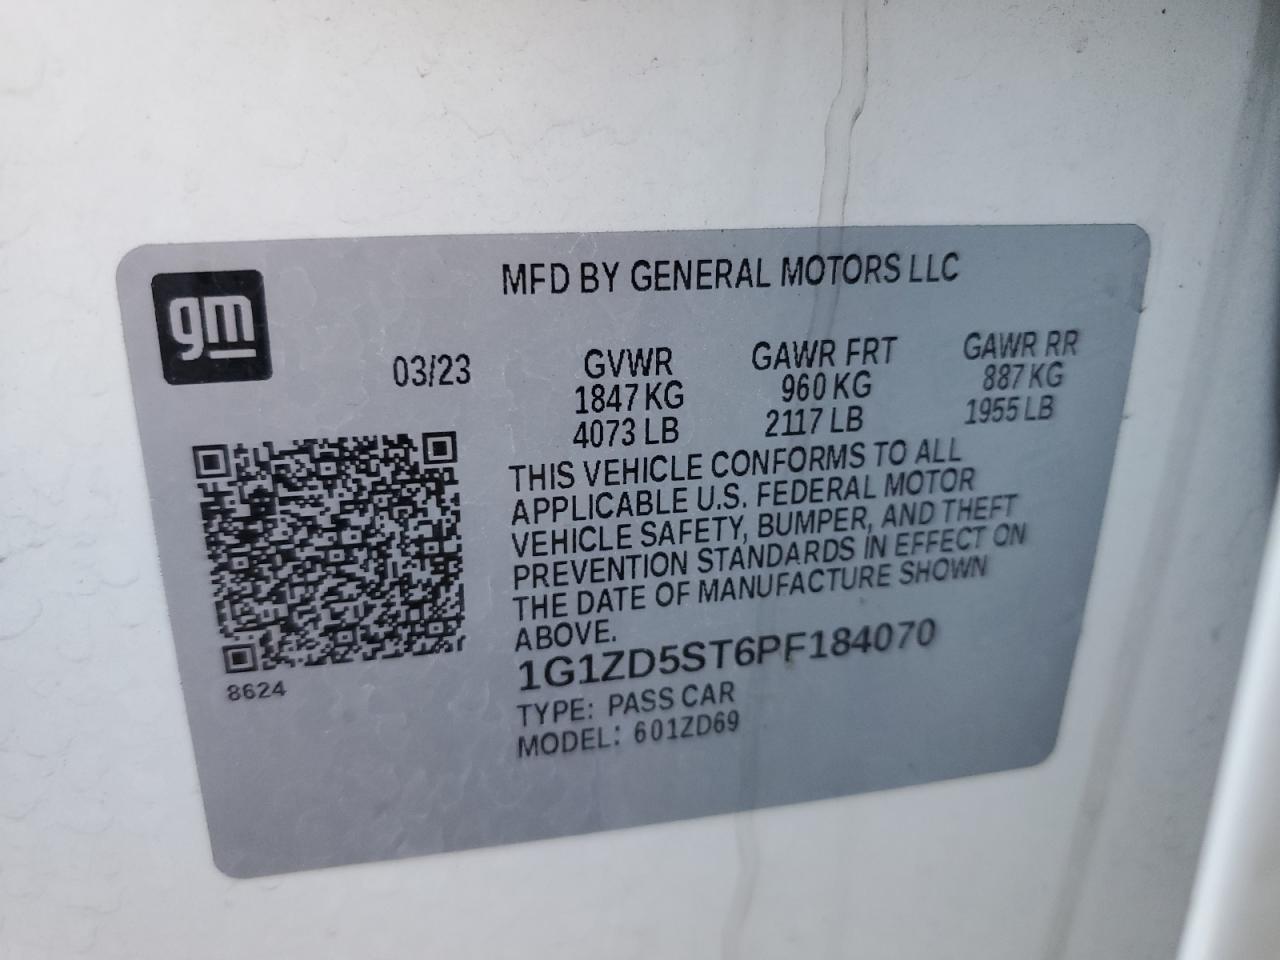 gm
MFD BY GENERAL MOTORS LLC
03/23
GVWR GAWR FRT GAWR RR
1847 KG 960 KG 887 KG
4073 LB 2117 LB 1955 LB
THIS VEHICLE CONFORMS TO ALL
APPLICABLE U.S. FEDERAL MOTOR
VEHICLE SAFETY, BUMPER, AND THEFT
PREVENTION STANDARDS IN EFFECT ON
THE DATE OF MANUFACTURE SHOWN
ABOVE.
1G1ZD5ST6PF184070
8624
TYPE: PASS CAR
MODEL: 601ZD69